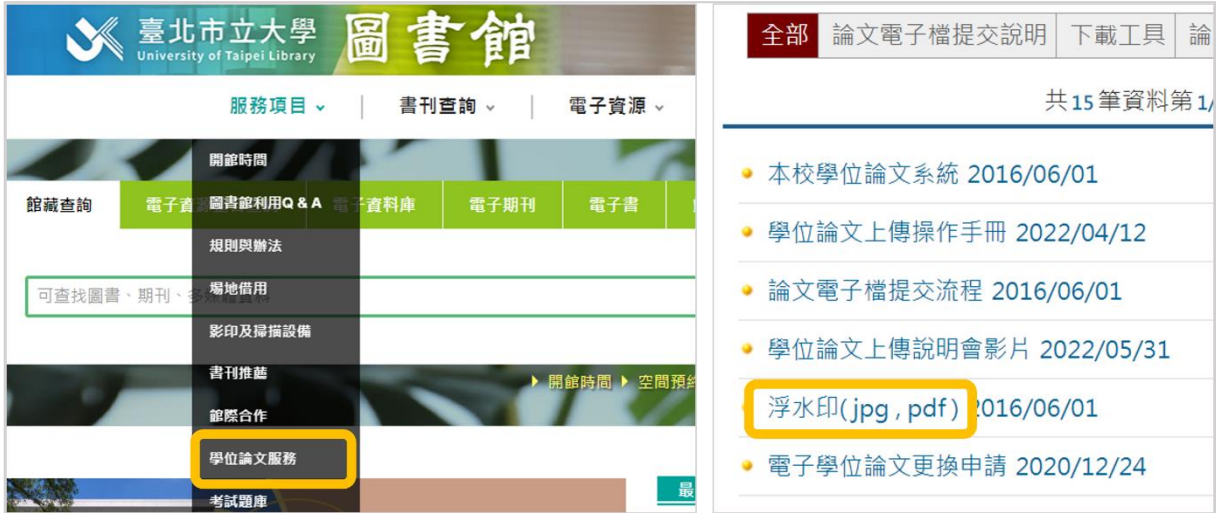 臺北市立大學
University of Taipei Library
圖書館
服務項目
書刊查詢
電子資源
開館時間
圖書館利用Q & A
規則與辦法
場地借用
影印及掃描設備
書刊推薦
館際合作
學位論文服務
考試題庫
館藏查詢
電子資料庫
電子期刊
電子書
可查找圖書、期刊、多媒體資料
開館時間
空間預約
最
全部
論文電子檔提交說明
下載工具
論
共 15 筆資料第 1/
本校學位論文系統 2016/06/01
學位論文上傳操作手冊 2022/04/12
論文電子檔提交流程 2016/06/01
學位論文上傳說明會影片 2022/05/31
浮水印(jpg , pdf) 2016/06/01
電子學位論文更換申請 2020/12/24